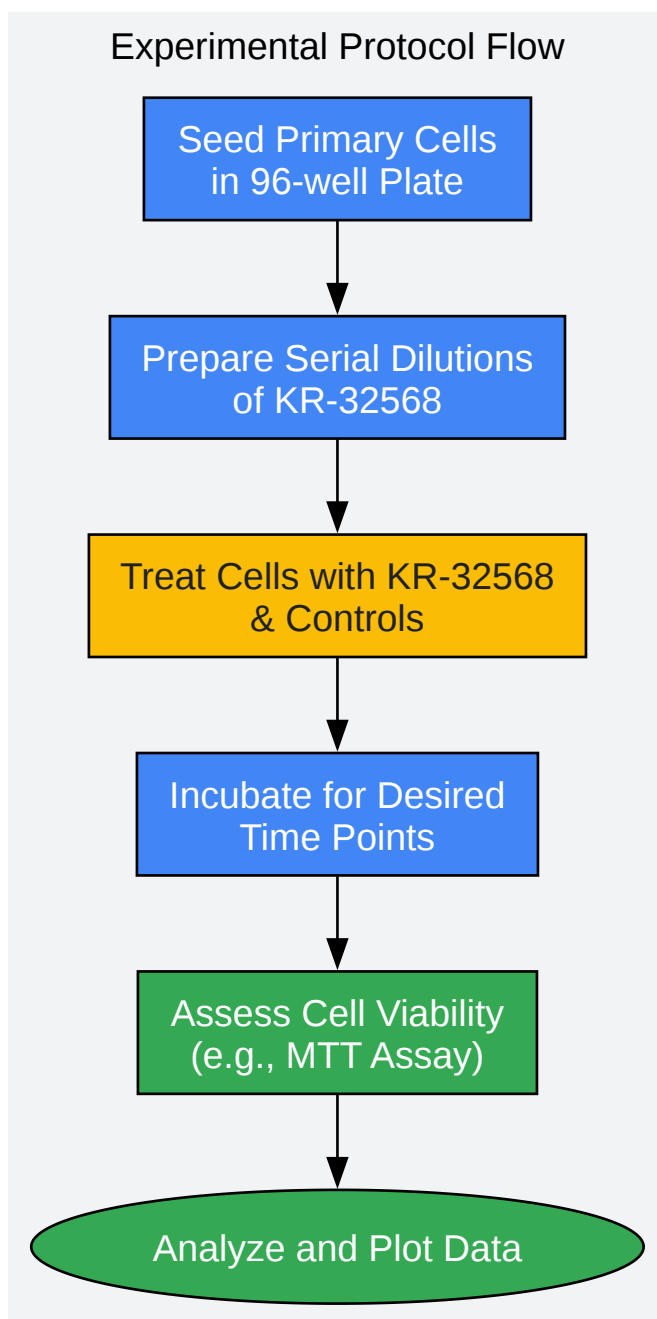 Experimental Protocol Flow
Seed Primary Cells
in 96-well Plate
Prepare Serial Dilutions
of KR-32568
Treat Cells with KR-32568
& Controls
Incubate for Desired
Time Points
Assess Cell Viability
(e.g., MTT Assay)
Analyze and Plot Data